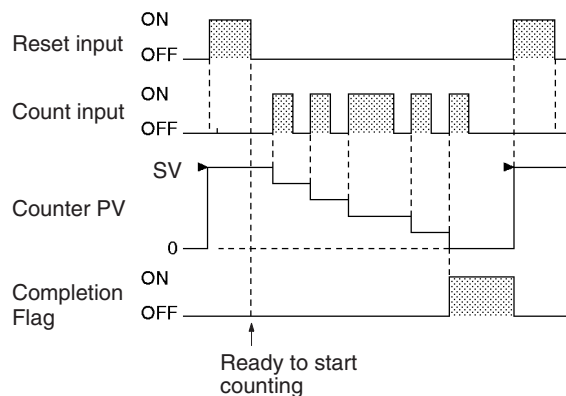 ON
Reset input
OFF
ON
Count input
OFF
SV
Counter PV
0
ON
Completion
Flag
OFF
Ready to start
counting